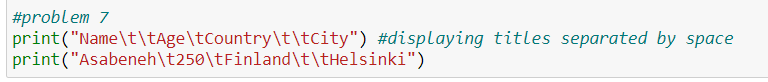 #problem 7
print("Name\t\tAge\tCountry\t\tCity") #displaying titles separated by space
print("Asabeneh\t250\tFinland\t\tHelsinki")